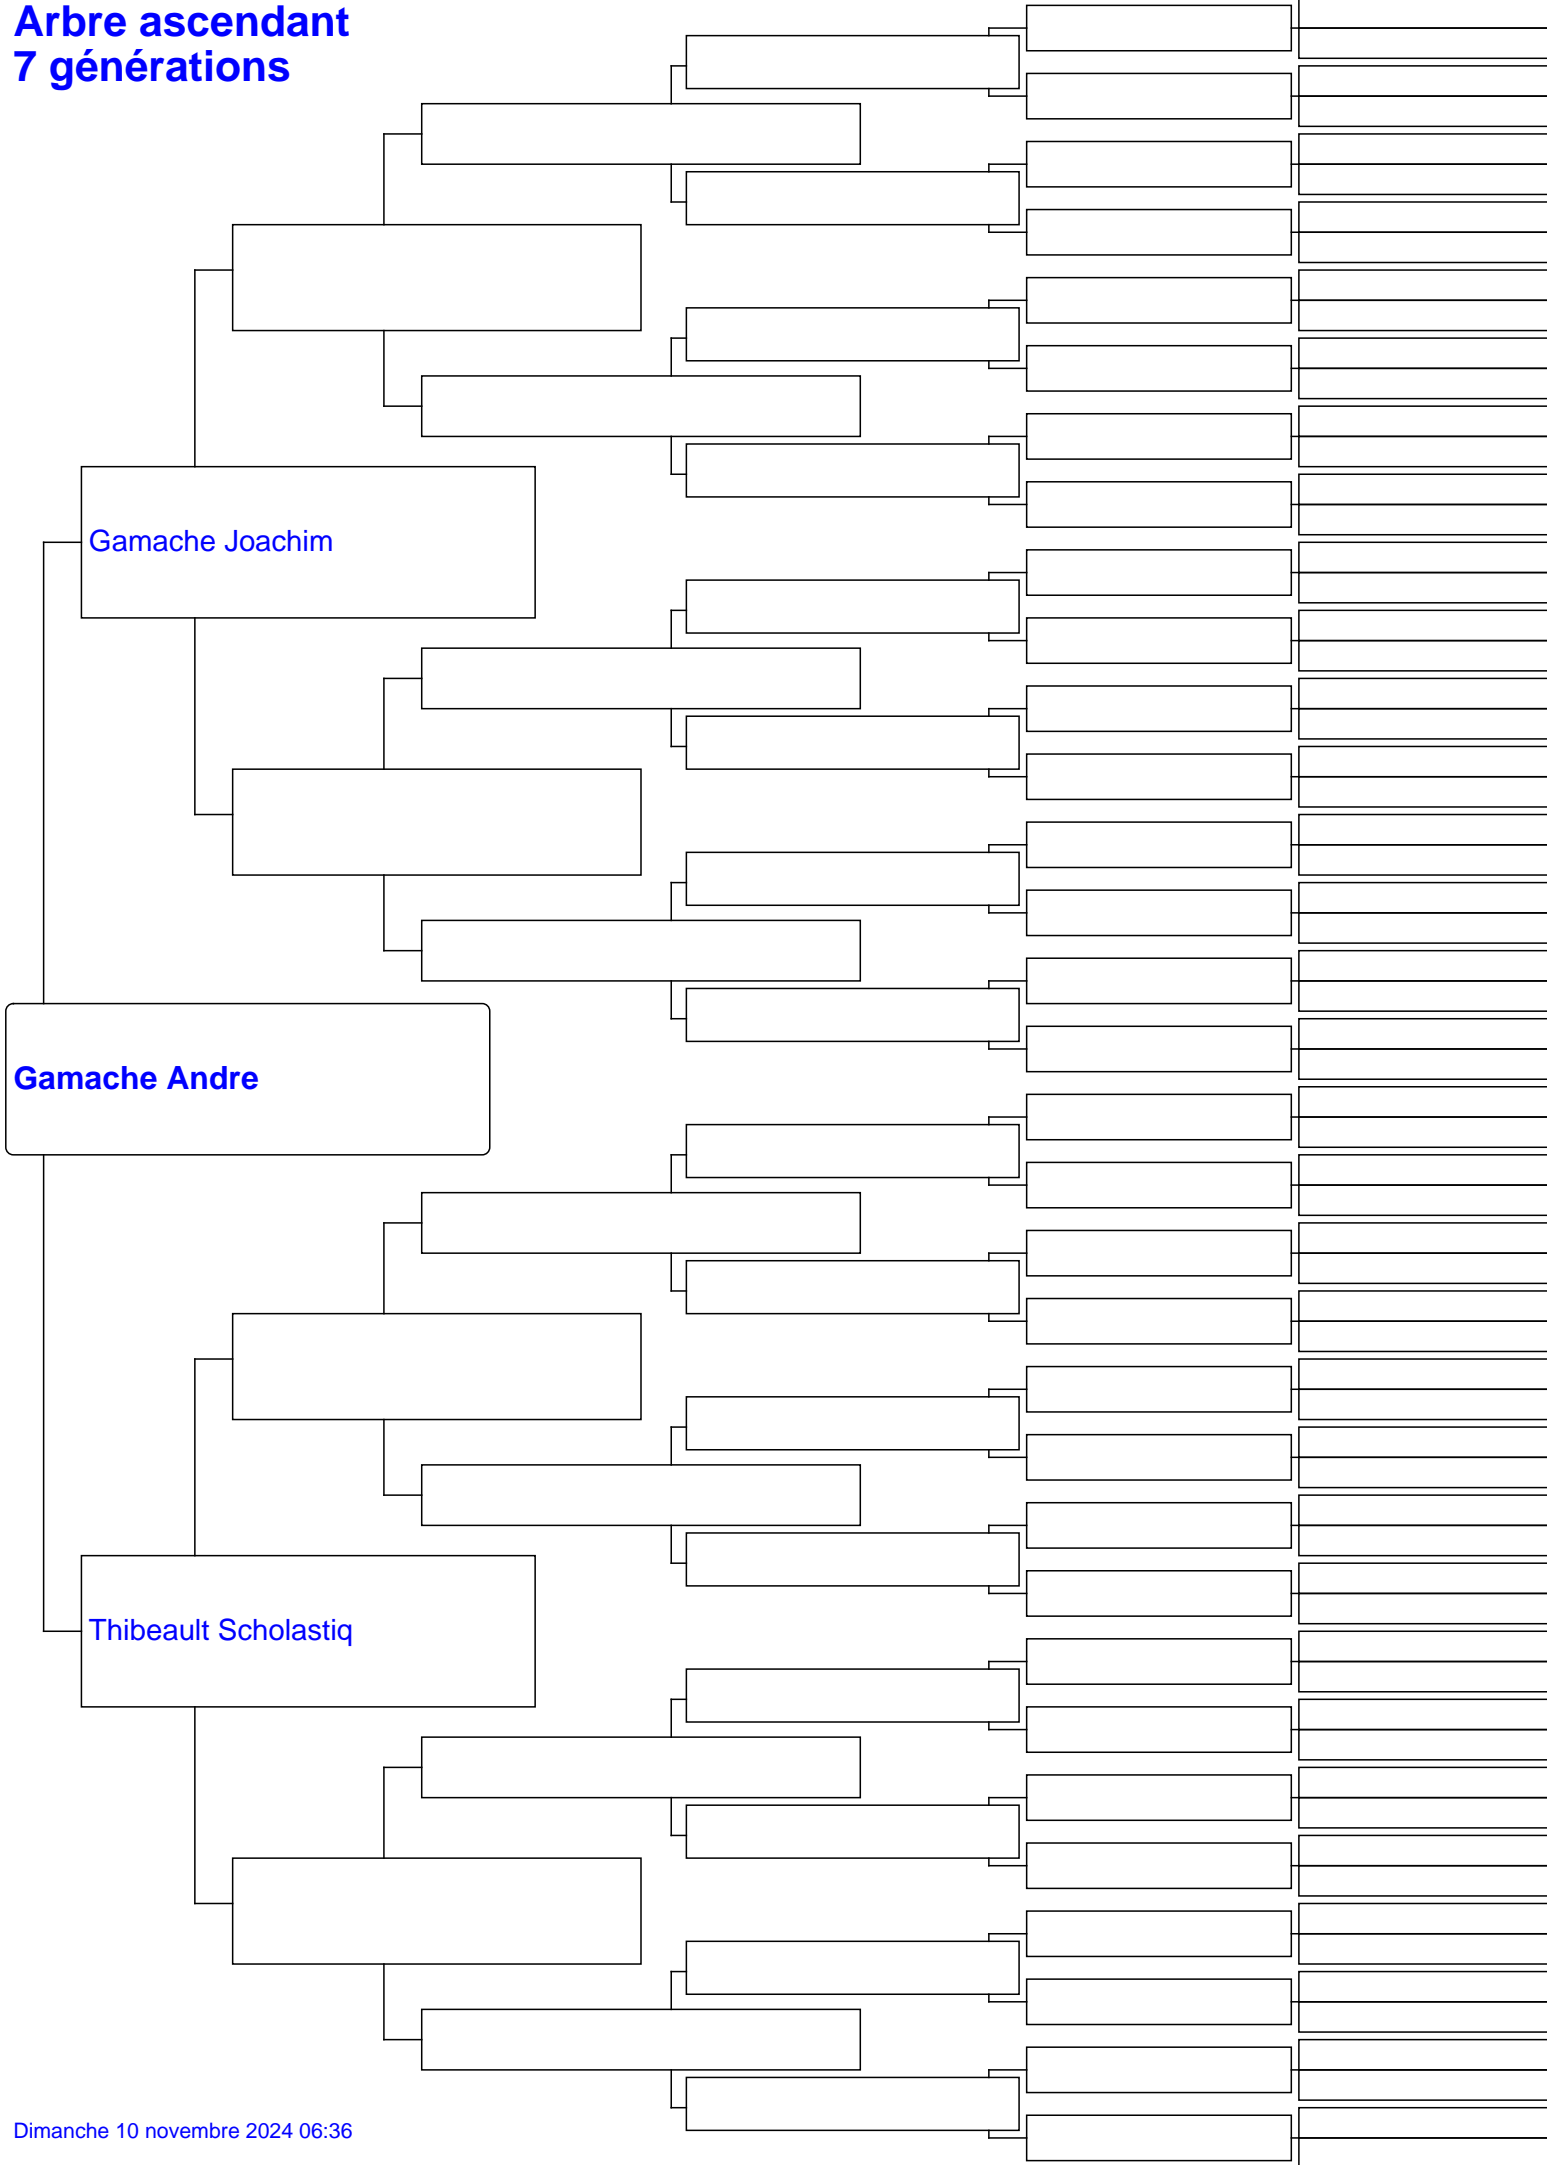 Arbre ascendant
7 générations
Gamache Joachim
Gamache Andre
Thibeault Scholastiq
Dimanche 10 novembre 2024 06:36